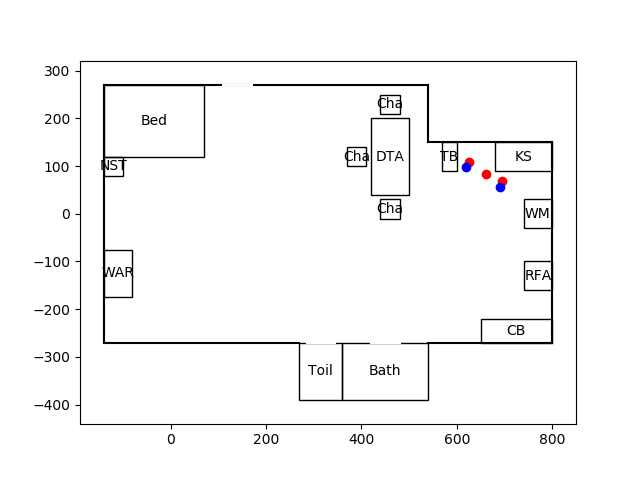 300
200
100
0
−100
−200
−300
−400
0
200
400
600
800
Bed
NST
WAR
Cha
Cha
DTA
Cha
TB
KS
WM
RFA
CB
Toil
Bath